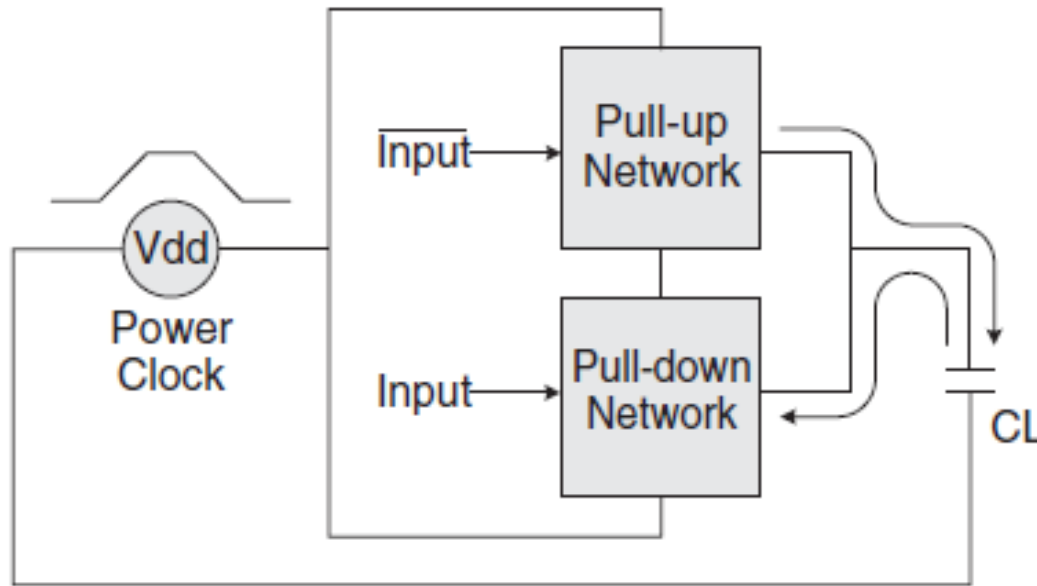 Pull-up
Network
Input
Vdd
Power
Clock
Pull-down
Network
Input
CL